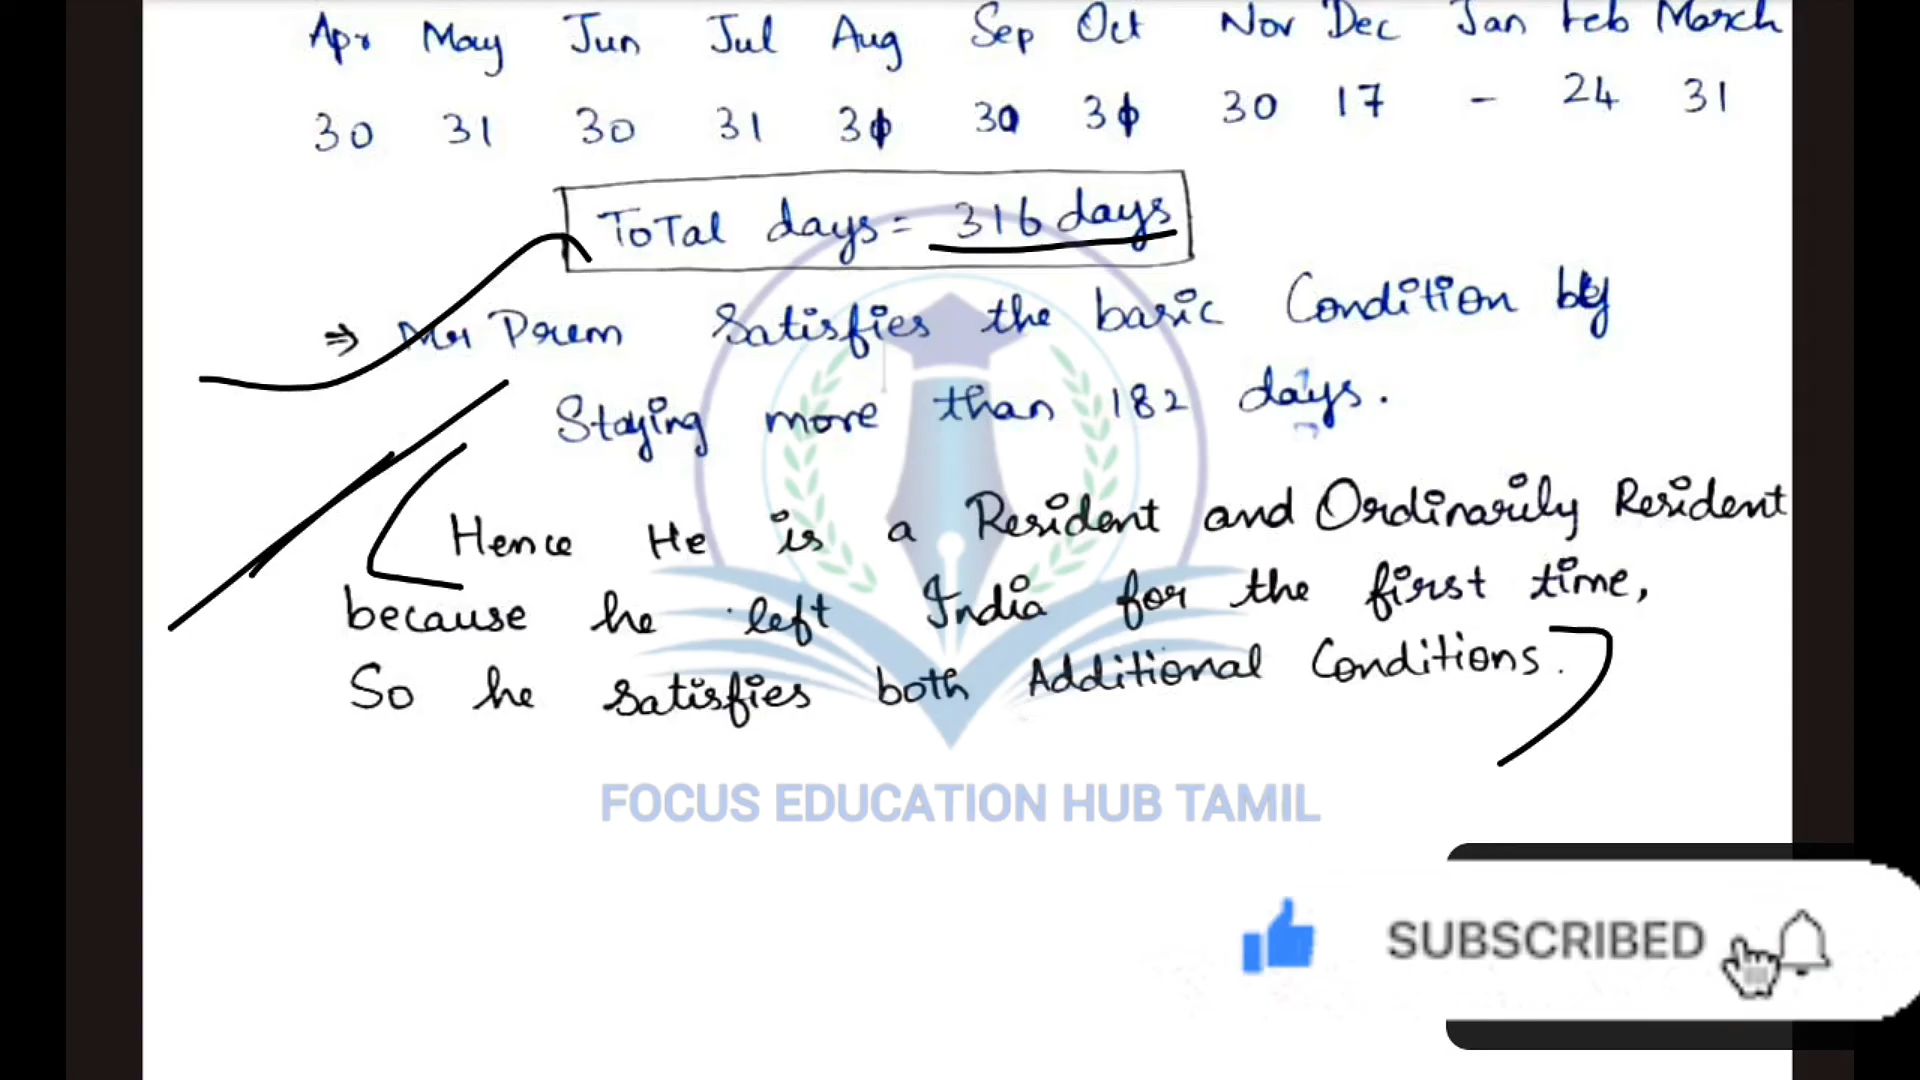 Apr May Jun Jul Aug Sep Oct Nov Dec Jan Feb March
30 31 30 31 31 30 31 30 17 - 24 31
Total days = 316 days
⇒ Mr Prem satisfies the basic Condition by
Staying more than 182 days.
Hence He is a Resident and Ordinarily Resident
because he left India for the first time,
So he satisfies both Additional Conditions.
FOCUS EDUCATION HUB TAMIL
SUBSCRIBED